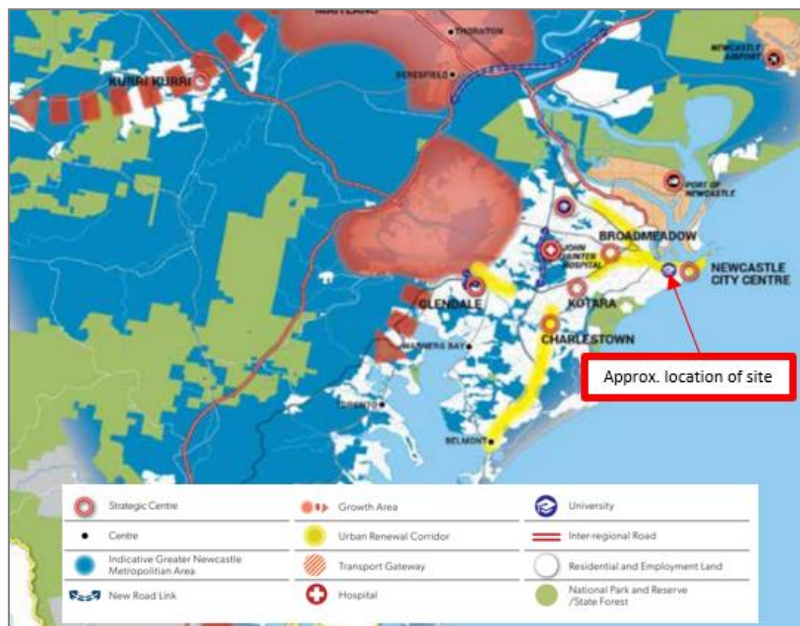 MAITLAND
THORNTON
BERESFIELD
KURRI KURRI
NEWCASTLE
AIRPORT
PORT OF
NEWCASTLE
BROADMEADOW
JOHN
HUNTER
HOSPITAL
NEWCASTLE
CITY CENTRE
GLENDALE
KOTARA
CHARLESTOWN
WARNERS BAY
Approx. location of site
TORONTO
BELMONT
Strategic Centre
Growth Area
University
Centre
Urban Renewal Corridor
Inter-regional Road
Indicative Greater Newcastle
Metropolitian Area
Transport Gateway
Residential and Employment Land
New Road Link
Hospital
National Park and Reserve
/State Forest